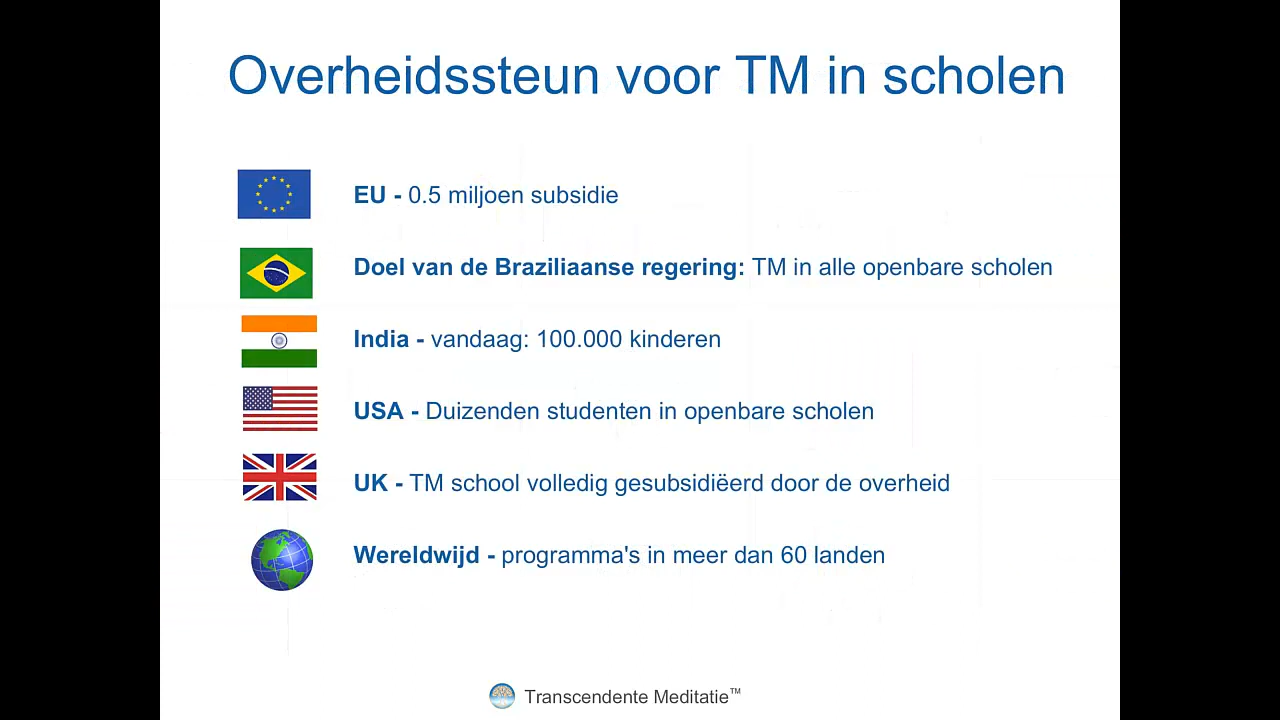 Overheidssteun voor TM in scholen
EU - 0.5 miljoen subsidie
Doel van de Braziliaanse regering: TM in alle openbare scholen
India - vandaag: 100.000 kinderen
USA - Duizenden studenten in openbare scholen
UK - TM school volledig gesubsidiëerd door de overheid
Wereldwijd - programma's in meer dan 60 landen
Transcendente Meditatie™